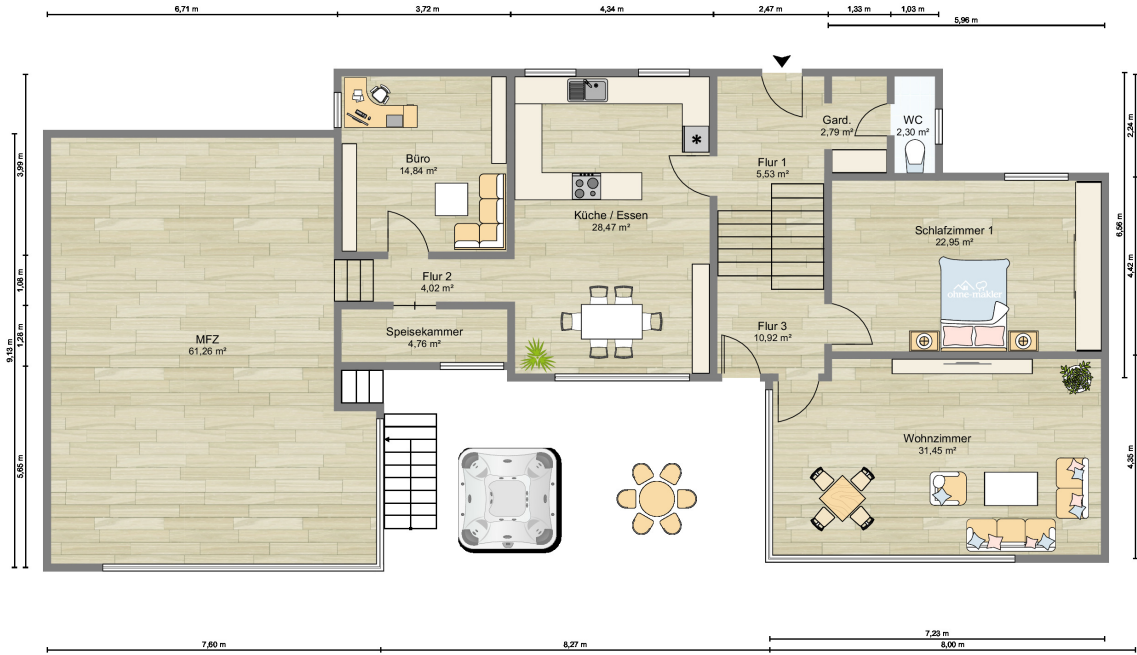 6,71 m
3,72 m
4,34 m
2,47 m
1,33 m
1,03 m
5,96 m
Gard.
2,79 m²
WC
2,30 m²
Büro
14,84 m²
Flur 1
5,53 m²
Küche / Essen
28,47 m²
Schlafzimmer 1
22,95 m²
Flur 2
4,02 m²
ohne-makler
Flur 3
10,92 m²
Speisekammer
4,76 m²
MFZ
61,26 m²
Wohnzimmer
31,45 m²
3,99 m
1,08 m
1,28 m
9,13 m
5,65 m
2,24 m
6,56 m
4,42 m
4,35 m
7,23 m
7,60 m
8,27 m
8,00 m